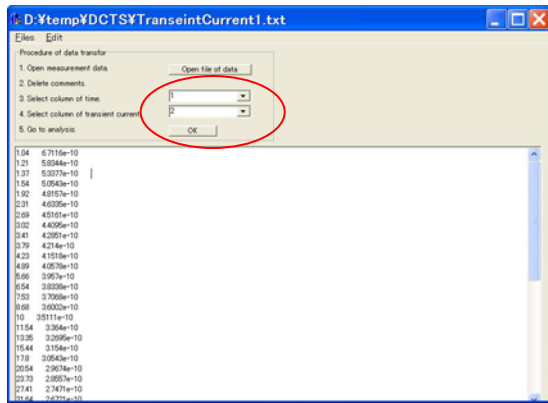 D:¥temp¥DCTS¥TranseintCurrent1.txt
Files Edit
Procedure of data transfor
1. Open measurement data.
Open file of data
2. Delete comments.
3. Select column of time.
1
4. Select column of transient current
2
5. Go to analysis.
OK
1.04 6.7116e-10
1.21 5.8344e-10
1.37 5.3377e-10
1.54 5.0543e-10
1.92 4.8157e-10
2.31 4.6335e-10
2.69 4.5161e-10
3.02 4.4095e-10
3.41 4.2851e-10
3.79 4.214e-10
4.23 4.1518e-10
4.89 4.0578e-10
5.66 3.957e-10
6.54 3.8338e-10
7.53 3.7068e-10
8.68 3.6002e-10
10 3.5111e-10
11.54 3.364e-10
13.35 3.2695e-10
15.44 3.154e-10
17.8 3.0543e-10
20.54 2.9674e-10
23.73 2.8557e-10
27.41 2.7471e-10
31.64 2.6721e-10